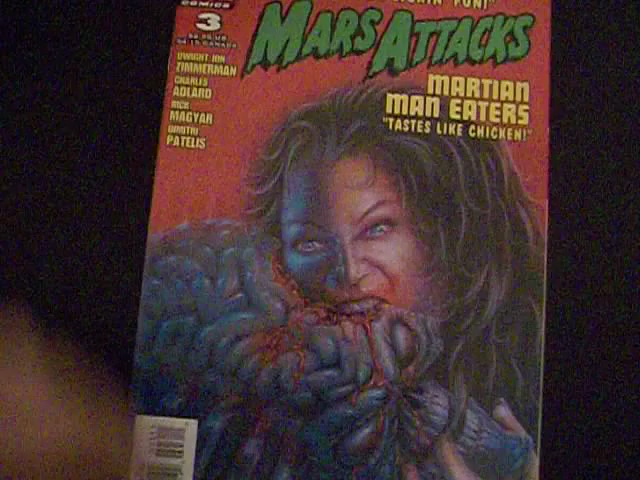 COMICS
3
MARS ATTACKS
DWIGHT JON
ZIMMERMAN
CHARLES
ADLARD
RICK
MAGYAR
DIMITRI
PATELIS
MARTIAN
MAN EATERS
"TASTES LIKE CHICKEN!"